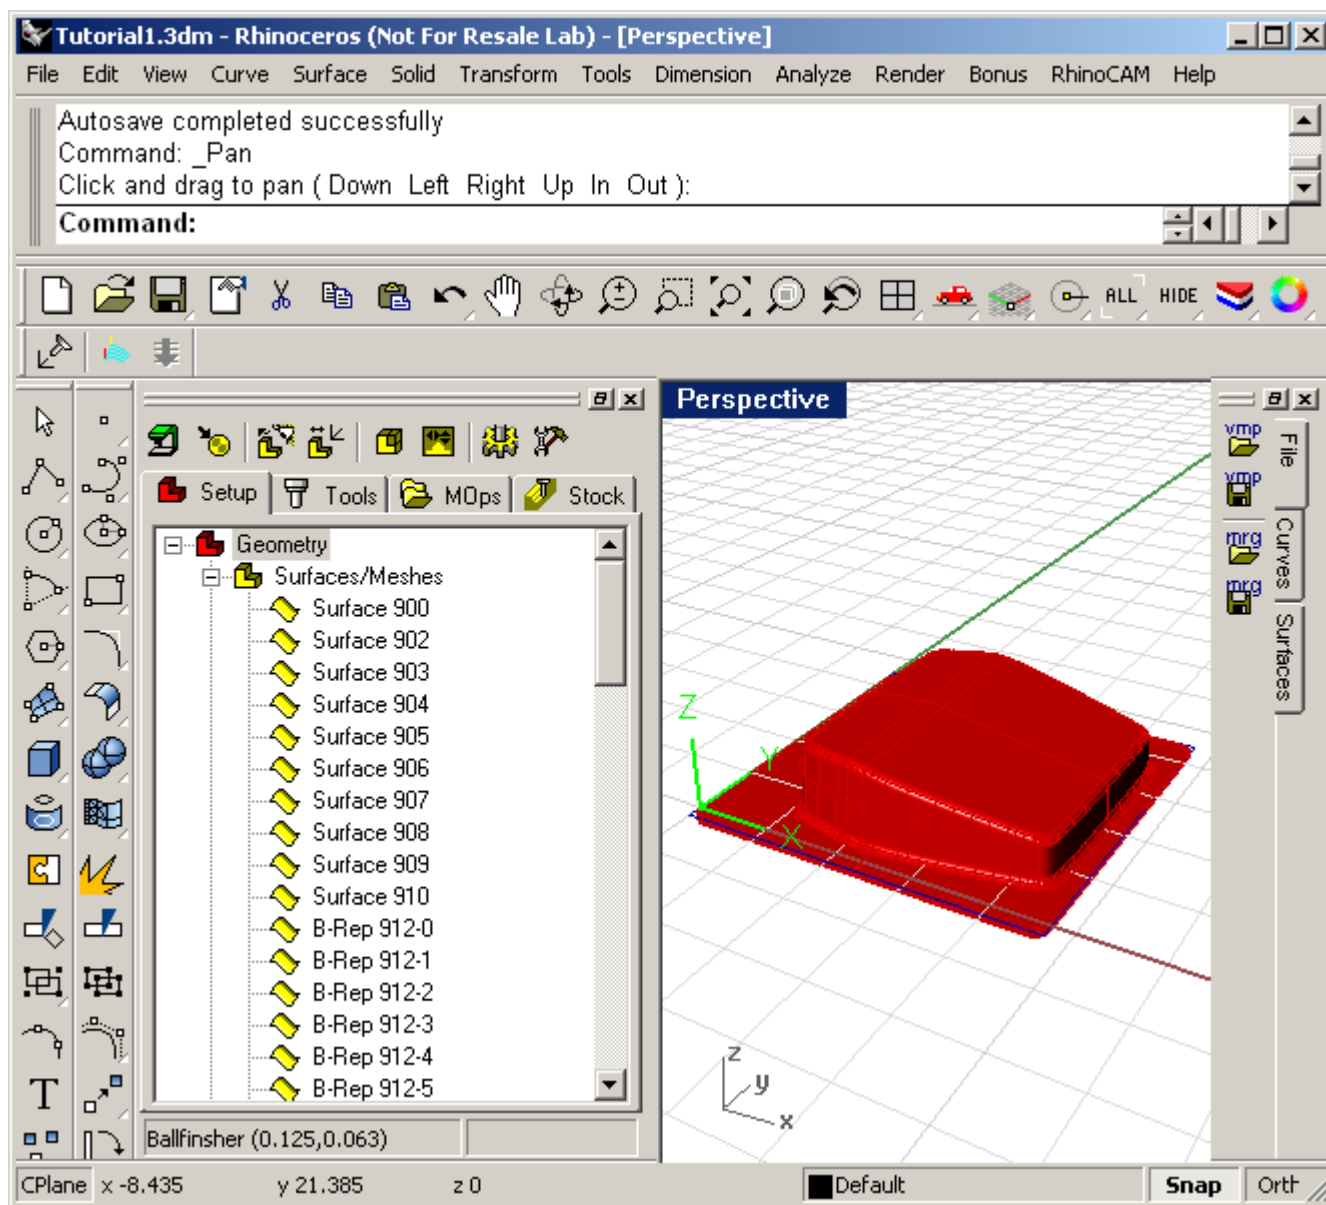 Tutorial1.3dm - Rhinoceros (Not For Resale Lab) - [Perspective]
File Edit View Curve Surface Solid Transform Tools Dimension Analyze Render Bonus RhinoCAM Help
Autosave completed successfully
Command: _Pan
Click and drag to pan ( Down Left Right Up In Out ):
Command:
ALL HIDE
Setup Tools MOps Stock
Geometry
Surfaces/Meshes
Surface 900
Surface 902
Surface 903
Surface 904
Surface 905
Surface 906
Surface 907
Surface 908
Surface 909
Surface 910
B-Rep 912-0
B-Rep 912-1
B-Rep 912-2
B-Rep 912-3
B-Rep 912-4
B-Rep 912-5
T
Ballfinsher (0.125,0.063)
Perspective
Z
Y
X
z
y
x
vmp
vmp
mrg
mrg
File
Curves
Surfaces
CPlane x -8.435 y 21.385 z 0 Default Snap Orth